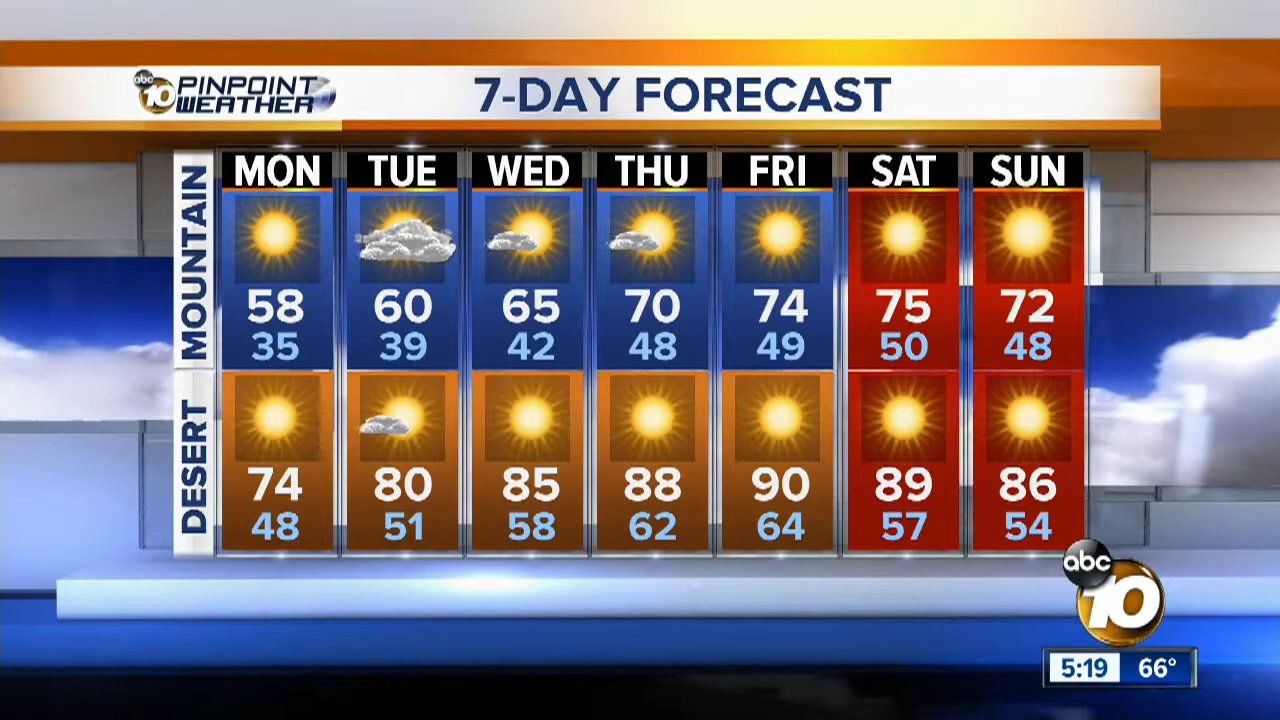 abc 10 PINPOINT WEATHER
7-DAY FORECAST
MON TUE WED THU FRI SAT SUN
MOUNTAIN
58 60 65 70 74 75 72
35 39 42 48 49 50 48
DESERT
74 80 85 88 90 89 86
48 51 58 62 64 57 54
abc
10
5:19 66°